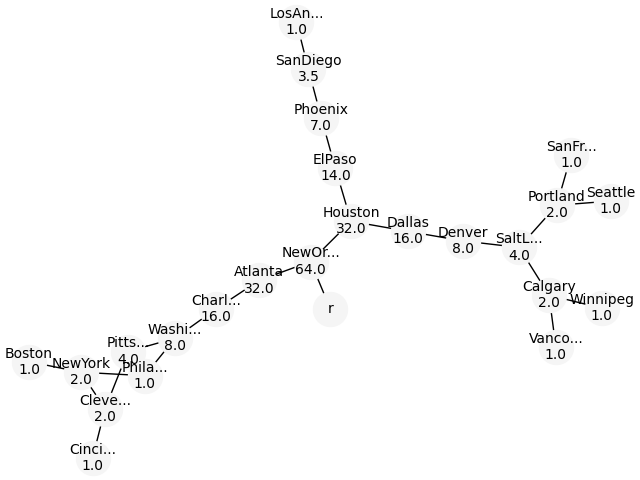 LosAn...
1.0
SanDiego
3.5
Phoenix
7.0
ElPaso
14.0
SanFr...
1.0
Portland
2.0
Seattle
1.0
Houston
32.0
Dallas
16.0
Denver
8.0
SaltL...
4.0
NewOr...
64.0
Atlanta
32.0
Charl...
16.0
r
Calgary
2.0
Winnipeg
1.0
Vanco...
1.0
Washi...
8.0
Pitts...
4.0
Boston
1.0
NewYork
2.0
Phila...
1.0
Cleve...
2.0
Cinci...
1.0